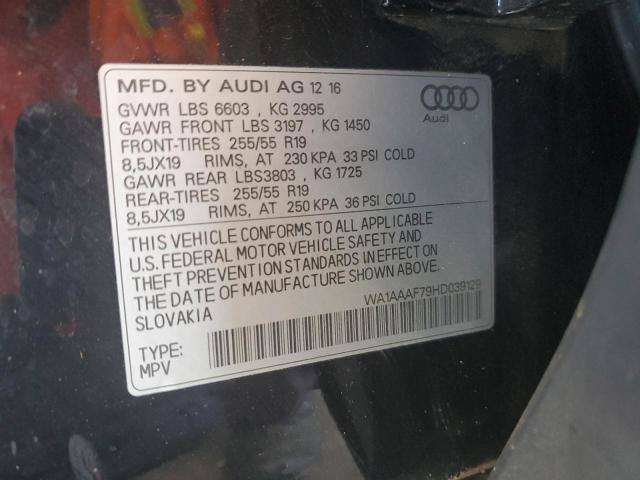 MFD. BY AUDI AG 12 16
Audi
GVWR LBS 6603 , KG 2995
GAWR FRONT LBS 3197 , KG 1450
FRONT-TIRES 255/55 R19
8,5JX19 RIMS, AT 230 KPA 33 PSI COLD
GAWR REAR LBS3803 , KG 1725
REAR-TIRES 255/55 R19
8,5JX19 RIMS, AT 250 KPA 36 PSI COLD
THIS VEHICLE CONFORMS TO ALL APPLICABLE
U.S. FEDERAL MOTOR VEHICLE SAFETY AND
THEFT PREVENTION STANDARDS IN EFFECT ON
THE DATE OF MANUFACTURE SHOWN ABOVE.
SLOVAKIA
WA1AAAF79HD039129
TYPE:
MPV